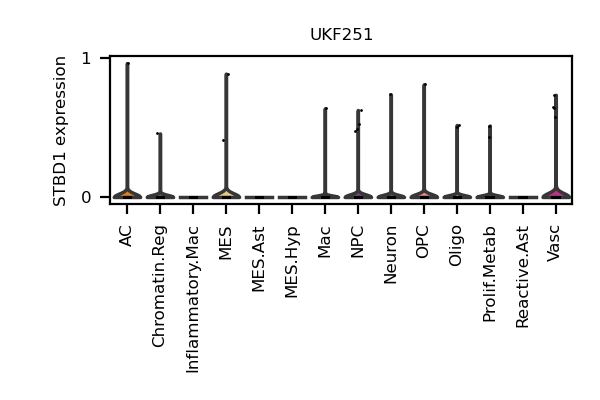 UKF251
STBD1 expression
1
0
AC
Chromatin.Reg
Inflammatory.Mac
MES
MES.Ast
MES.Hyp
Mac
NPC
Neuron
OPC
Oligo
Prolif.Metab
Reactive.Ast
Vasc